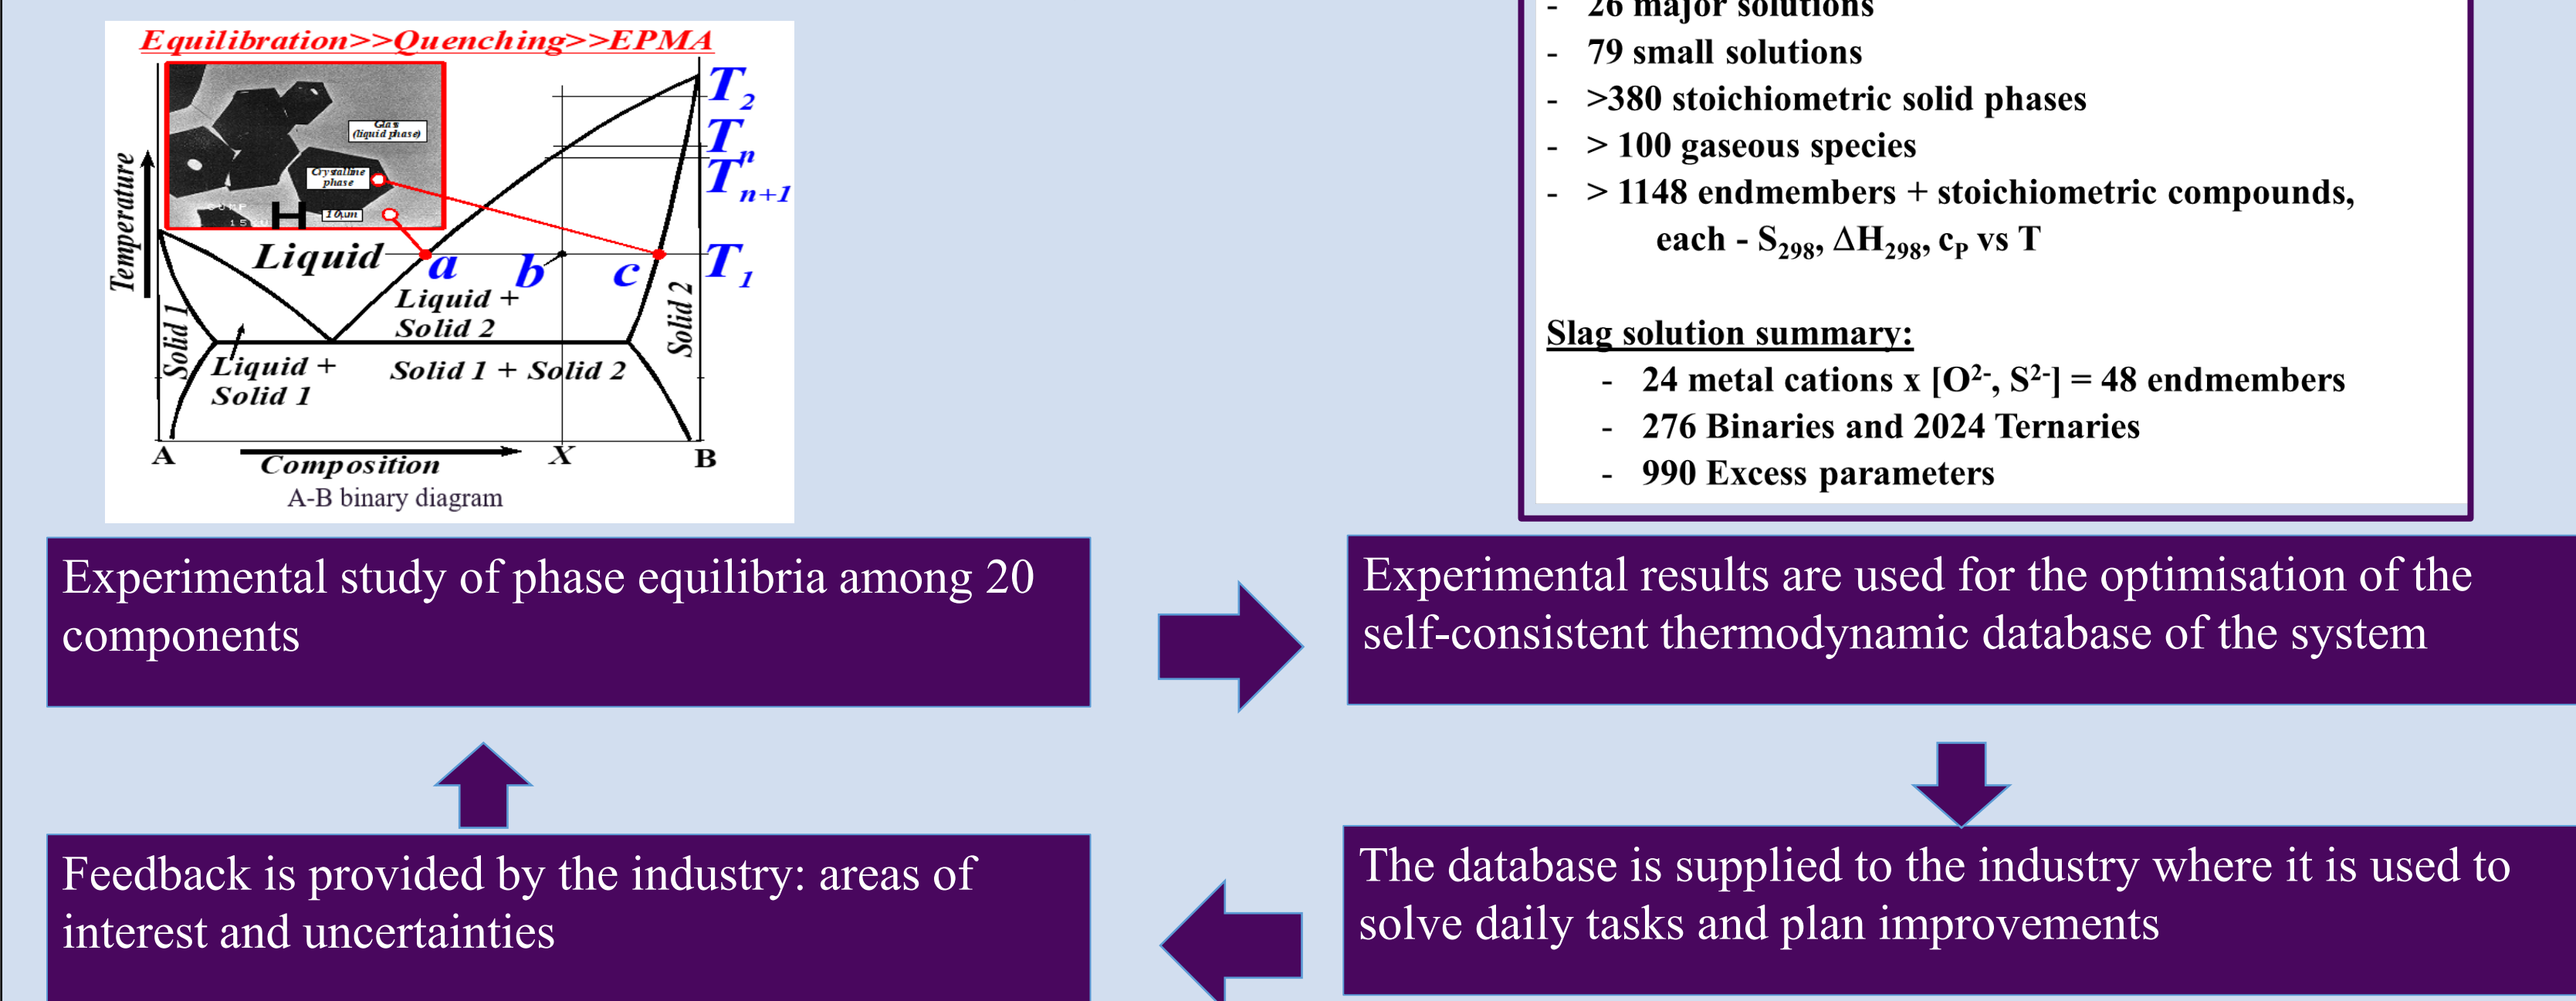 Equilibration>>Quenching>>EPMA
Glass
(liquid phase)
Crystalline
phase
10µm
Temperature
T2
Tn
Tn+1
T1
Liquid
a
b
c
Liquid +
Solid 2
Solid 1
Solid 2
Liquid +
Solid 1
Solid 1 + Solid 2
A
Composition
X
B
A-B binary diagram
- 26 major solutions
- 79 small solutions
- >380 stoichiometric solid phases
- > 100 gaseous species
- > 1148 endmembers + stoichiometric compounds,
each - S298, ΔH298, cP vs T
Slag solution summary:
- 24 metal cations x [O2-, S2-] = 48 endmembers
- 276 Binaries and 2024 Ternaries
- 990 Excess parameters
Experimental study of phase equilibria among 20
components
Experimental results are used for the optimisation of the
self-consistent thermodynamic database of the system
Feedback is provided by the industry: areas of
interest and uncertainties
The database is supplied to the industry where it is used to
solve daily tasks and plan improvements